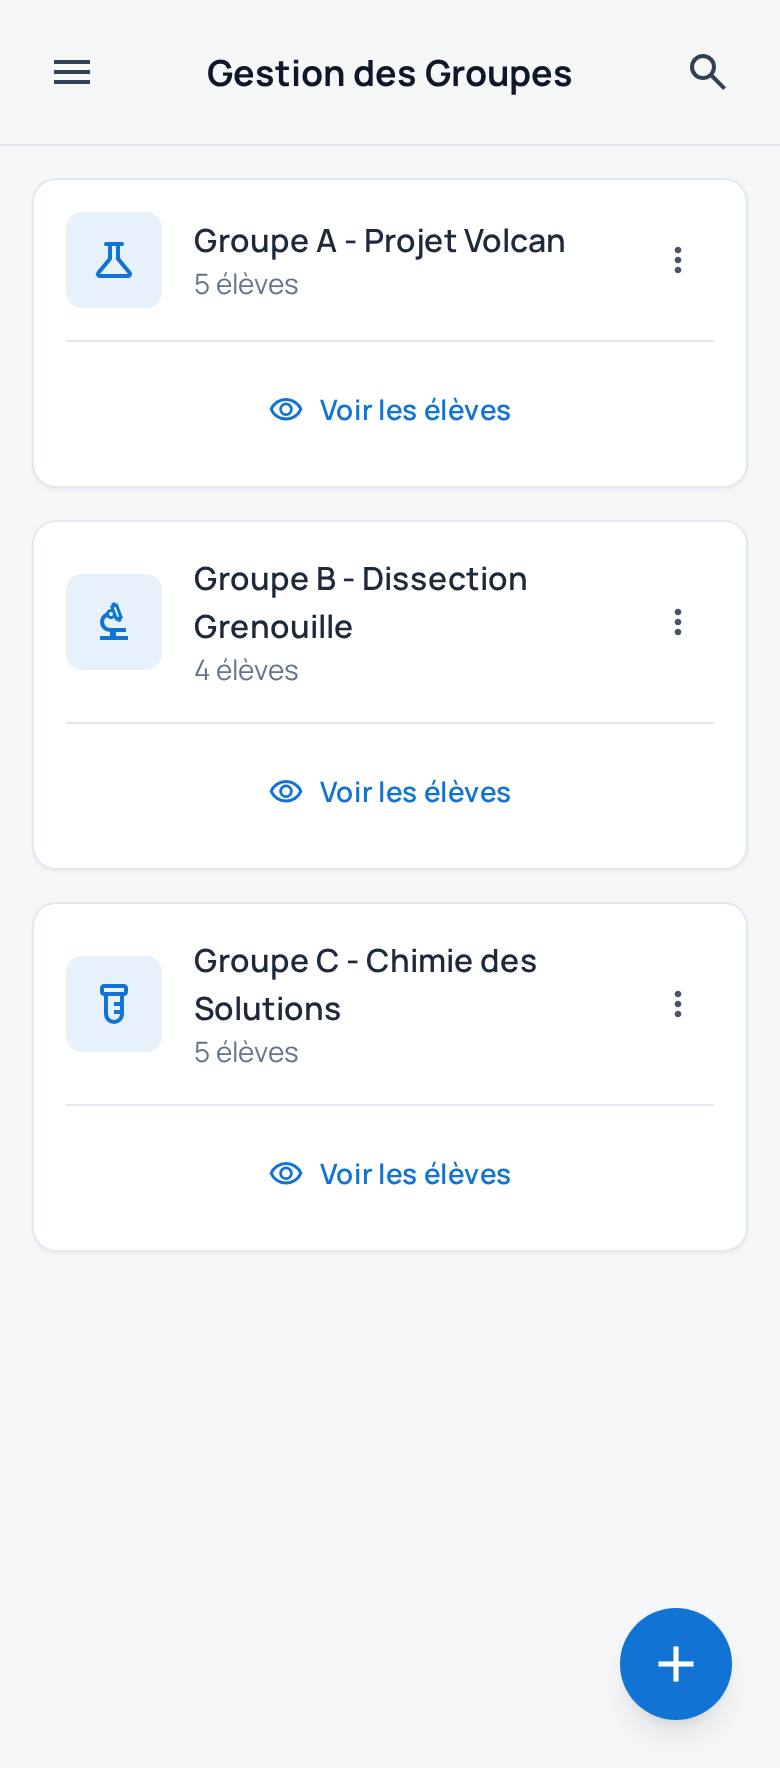 Gestion des Groupes
Groupe A - Projet Volcan
5 élèves
Voir les élèves
Groupe B - Dissection
Grenouille
4 élèves
Voir les élèves
Groupe C - Chimie des
Solutions
5 élèves
Voir les élèves